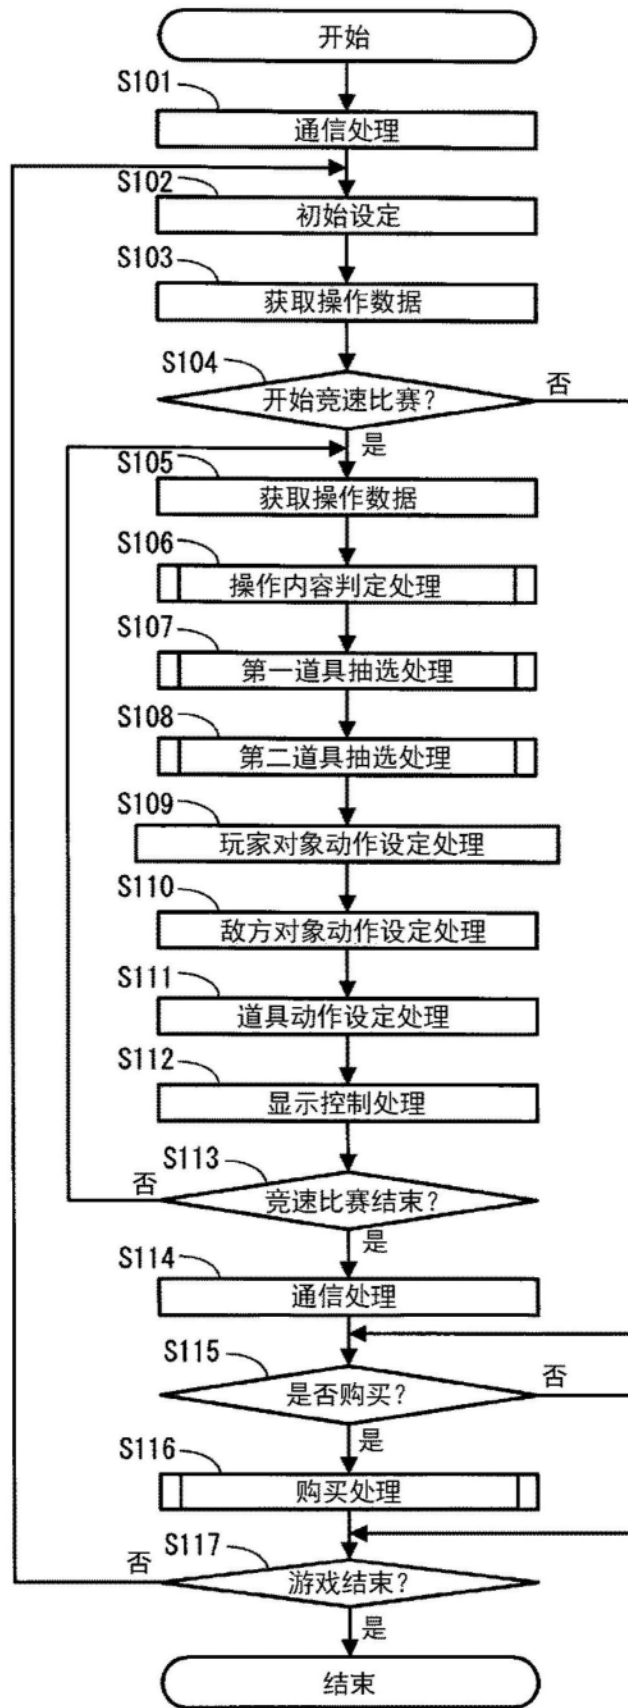 开始
S101
通信处理
S102
初始设定
S103
获取操作数据
S104
开始竞速比赛?
否
是
S105
获取操作数据
S106
操作内容判定处理
S107
第一道具抽选处理
S108
第二道具抽选处理
S109
玩家对象动作设定处理
S110
敌方对象动作设定处理
S111
道具动作设定处理
S112
显示控制处理
S113
否
竞速比赛结束?
是
S114
通信处理
S115
是否购买?
否
是
S116
购买处理
S117
否
游戏结束?
是
结束